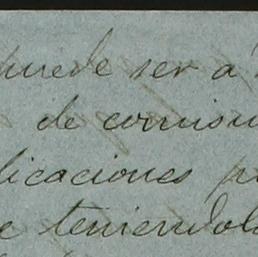 puede ser á
de comisi
licaciones p
e teniendola